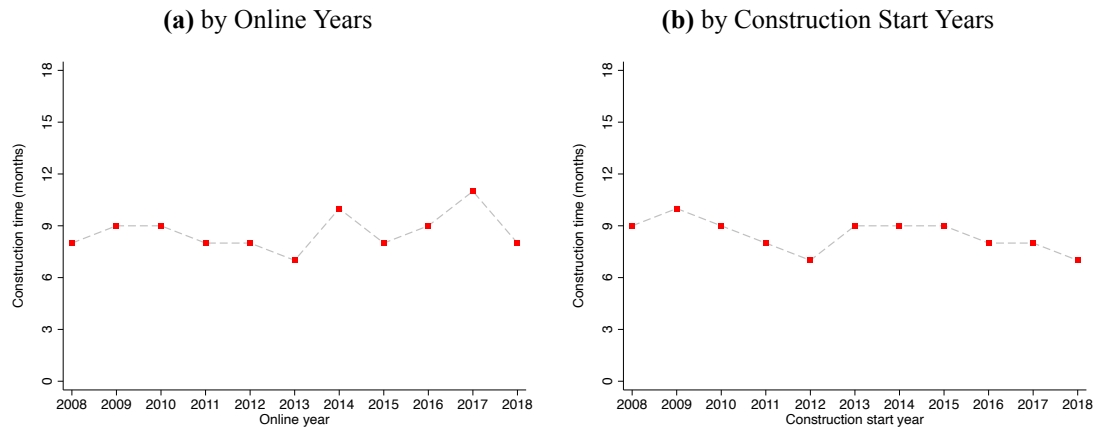 (a) by Online Years
18
15
12
9
6
3
0
Construction time (months)
2008 2009 2010 2011 2012 2013 2014 2015 2016 2017 2018
Online year
(b) by Construction Start Years
18
15
12
9
6
3
0
Construction time (months)
2008 2009 2010 2011 2012 2013 2014 2015 2016 2017 2018
Construction start year